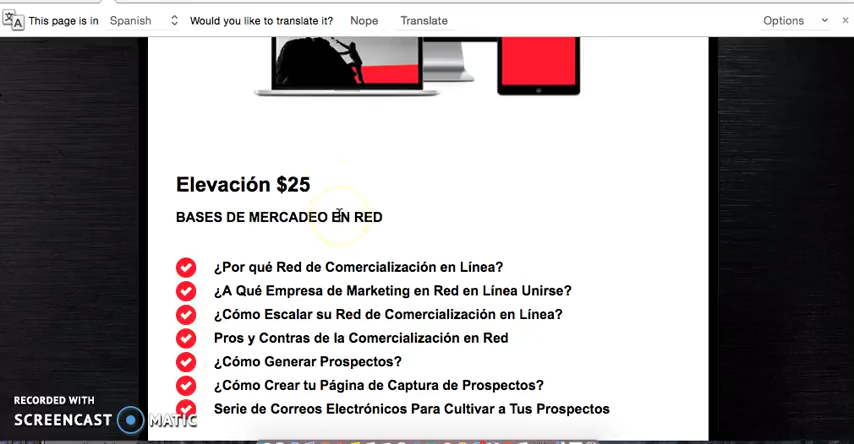 This page is in Spanish Would you like to translate it? Nope Translate Options
Elevación $25
BASES DE MERCADEO EN RED
¿Por qué Red de Comercialización en Línea?
¿A Qué Empresa de Marketing en Red en Línea Unirse?
¿Cómo Escalar su Red de Comercialización en Línea?
Pros y Contras de la Comercialización en Red
¿Cómo Generar Prospectos?
¿Cómo Crear tu Página de Captura de Prospectos?
Serie de Correos Electrónicos Para Cultivar a Tus Prospectos
RECORDED WITH
SCREENCAST MATIC